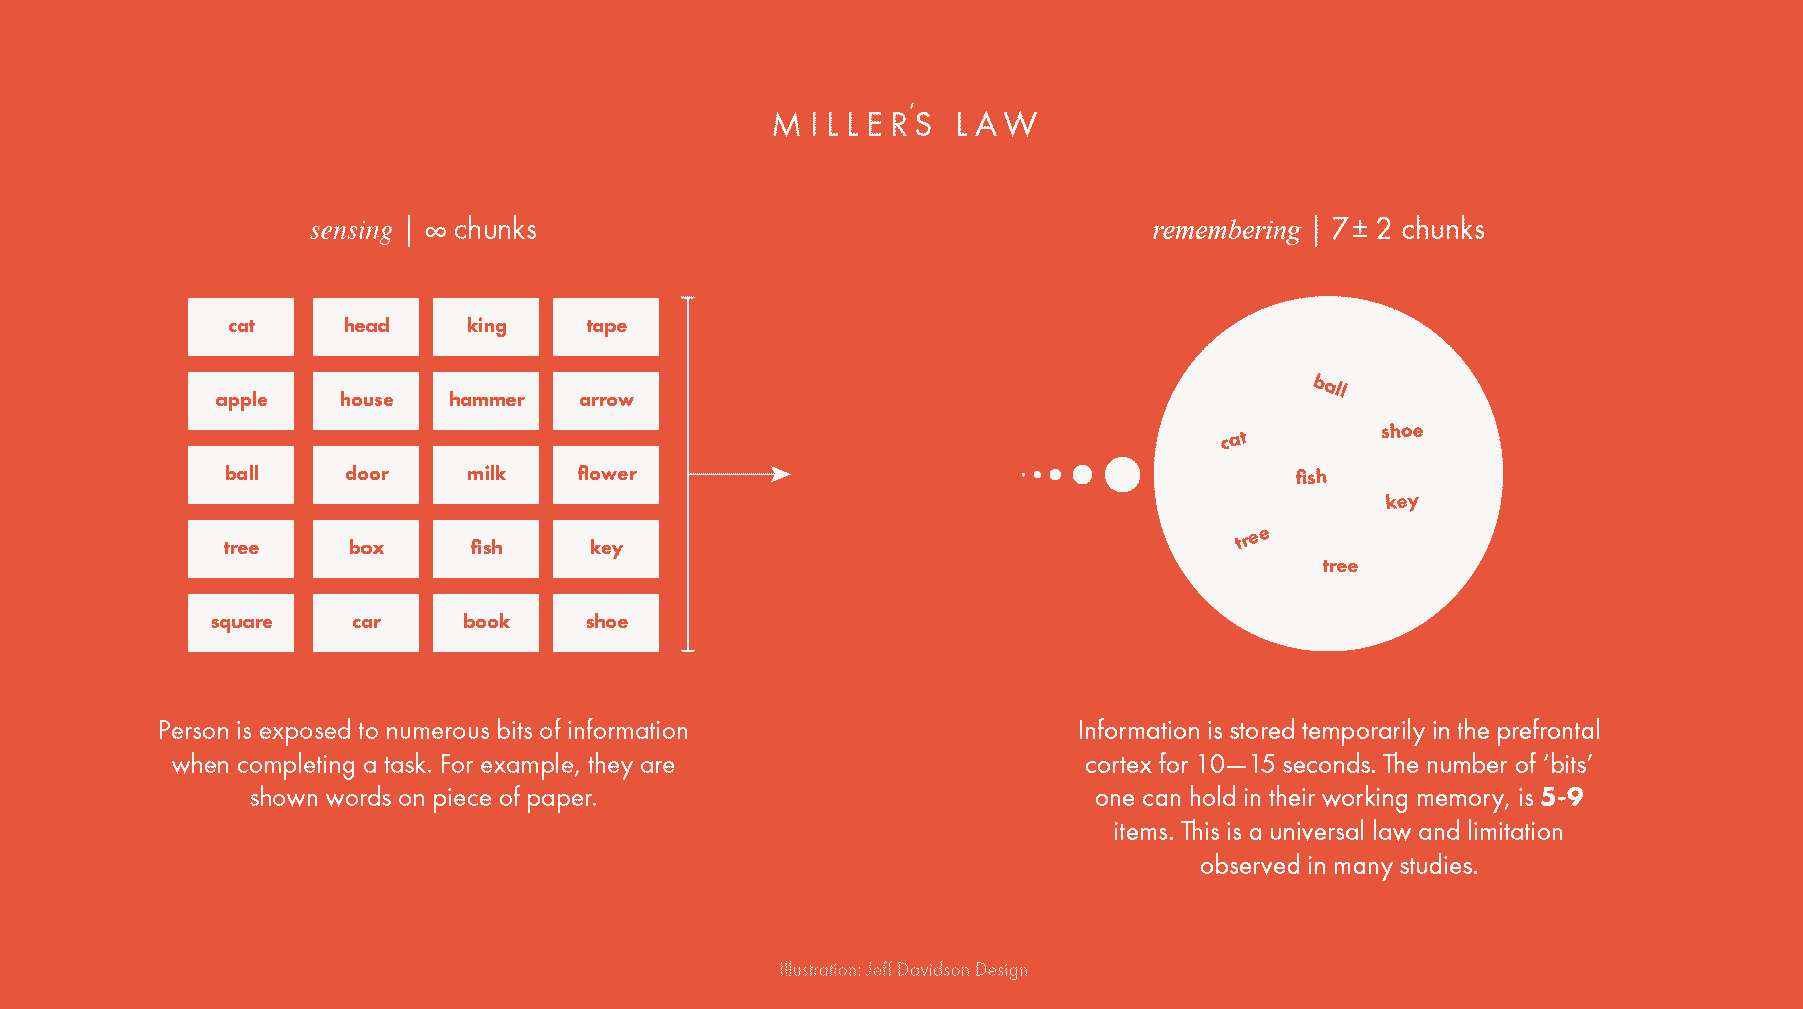 MILLER'S LAW
sensing | ∞ chunks
cat head king tape
apple house hammer arrow
ball door milk flower
tree box fish key
square car book shoe
Person is exposed to numerous bits of information
when completing a task. For example, they are
shown words on piece of paper.
remembering | 7 ± 2 chunks
ball
cat
shoe
fish
key
tree
tree
Information is stored temporarily in the prefrontal
cortex for 10—15 seconds. The number of ‘bits’
one can hold in their working memory, is 5-9
items. This is a universal law and limitation
observed in many studies.
Illustration: Jeff Davidson Design